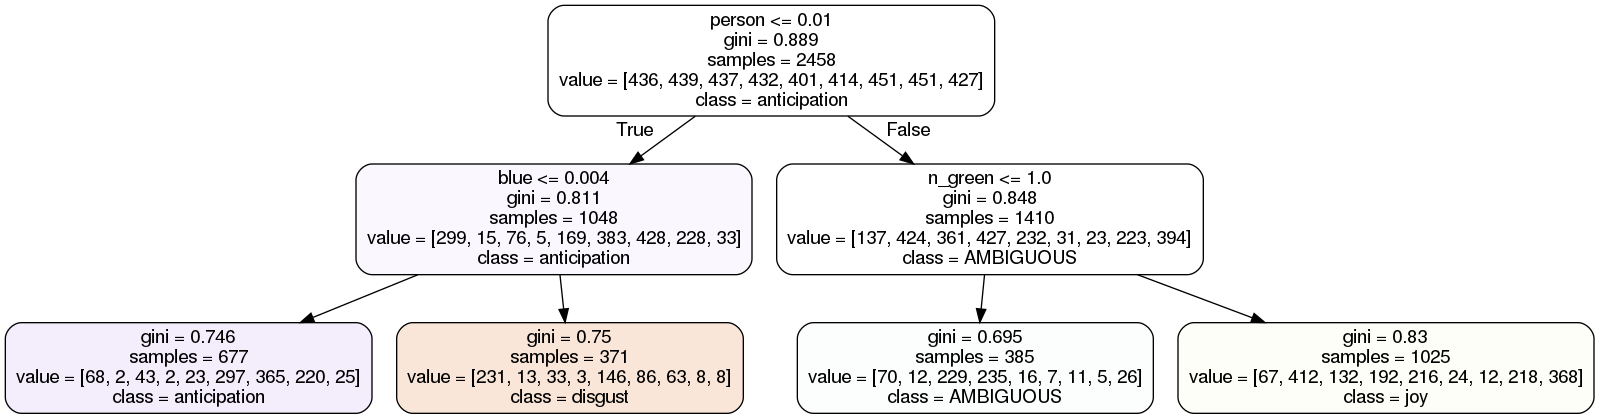 person <= 0.01
gini = 0.889
samples = 2458
value = [436, 439, 437, 432, 401, 414, 451, 451, 427]
class = anticipation
True
False
blue <= 0.004
gini = 0.811
samples = 1048
value = [299, 15, 76, 5, 169, 383, 428, 228, 33]
class = anticipation
n_green <= 1.0
gini = 0.848
samples = 1410
value = [137, 424, 361, 427, 232, 31, 23, 223, 394]
class = AMBIGUOUS
gini = 0.746
samples = 677
value = [68, 2, 43, 2, 23, 297, 365, 220, 25]
class = anticipation
gini = 0.75
samples = 371
value = [231, 13, 33, 3, 146, 86, 63, 8, 8]
class = disgust
gini = 0.695
samples = 385
value = [70, 12, 229, 235, 16, 7, 11, 5, 26]
class = AMBIGUOUS
gini = 0.83
samples = 1025
value = [67, 412, 132, 192, 216, 24, 12, 218, 368]
class = joy